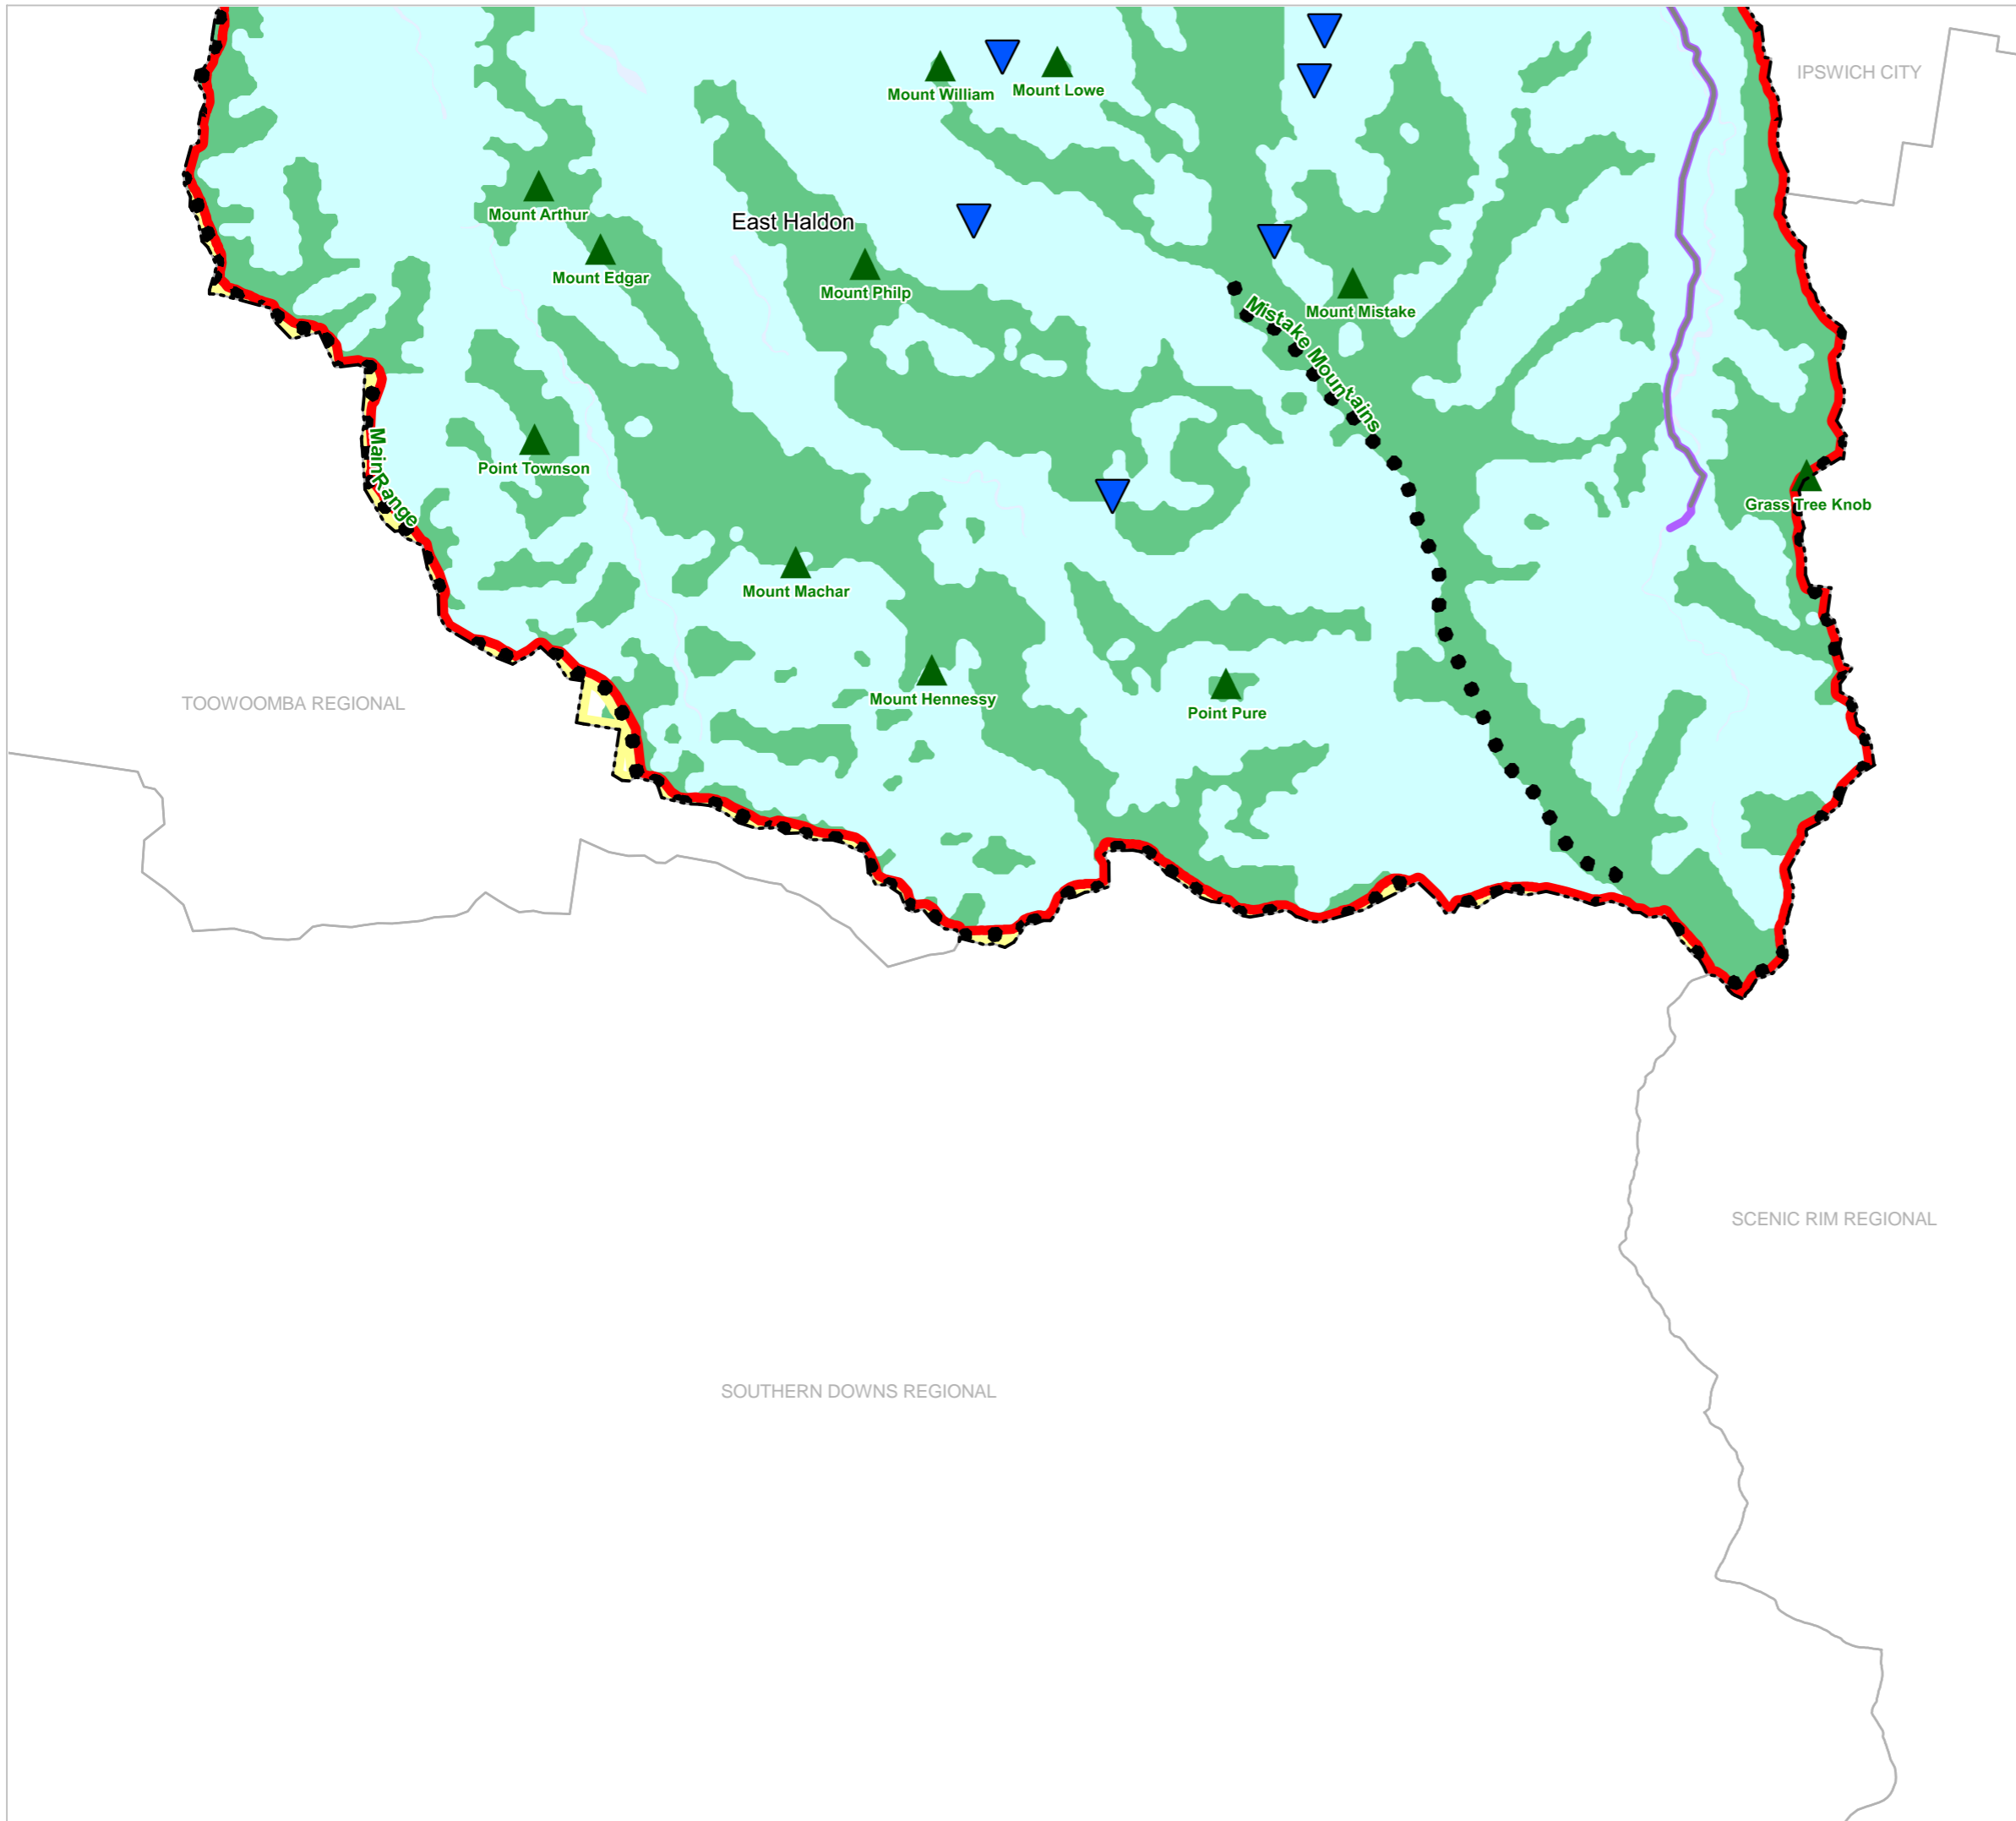 IPSWICH CITY
Mount William
Mount Lowe
Mount Arthur
East Haldon
Mount Edgar
Mount Philp
Mount Mistake
Mistake Mountains
Point Townson
Main Range
Grass Tree Knob
Mount Machar
Mount Hennessy
Point Pure
TOOWOOMBA REGIONAL
SCENIC RIM REGIONAL
SOUTHERN DOWNS REGIONAL